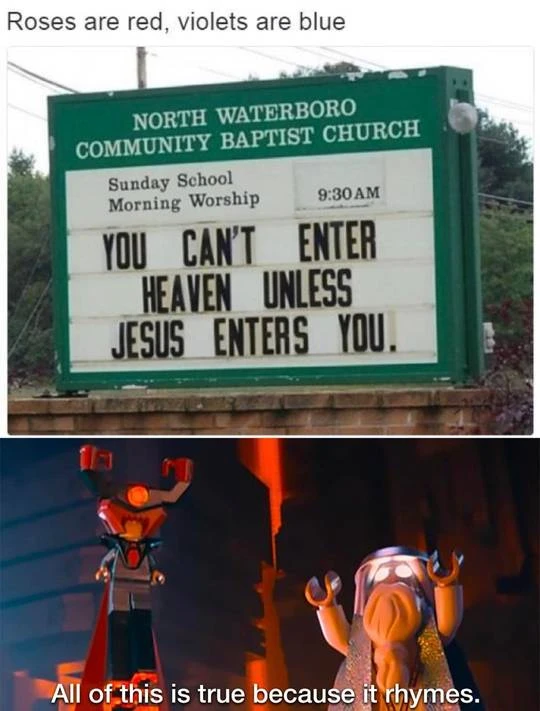 Roses are red, violets are blue
NORTH WATERBORO
COMMUNITY BAPTIST CHURCH
Sunday School
Morning Worship
9:30 AM
YOU CAN'T ENTER
HEAVEN UNLESS
JESUS ENTERS YOU.
All of this is true because it rhymes.